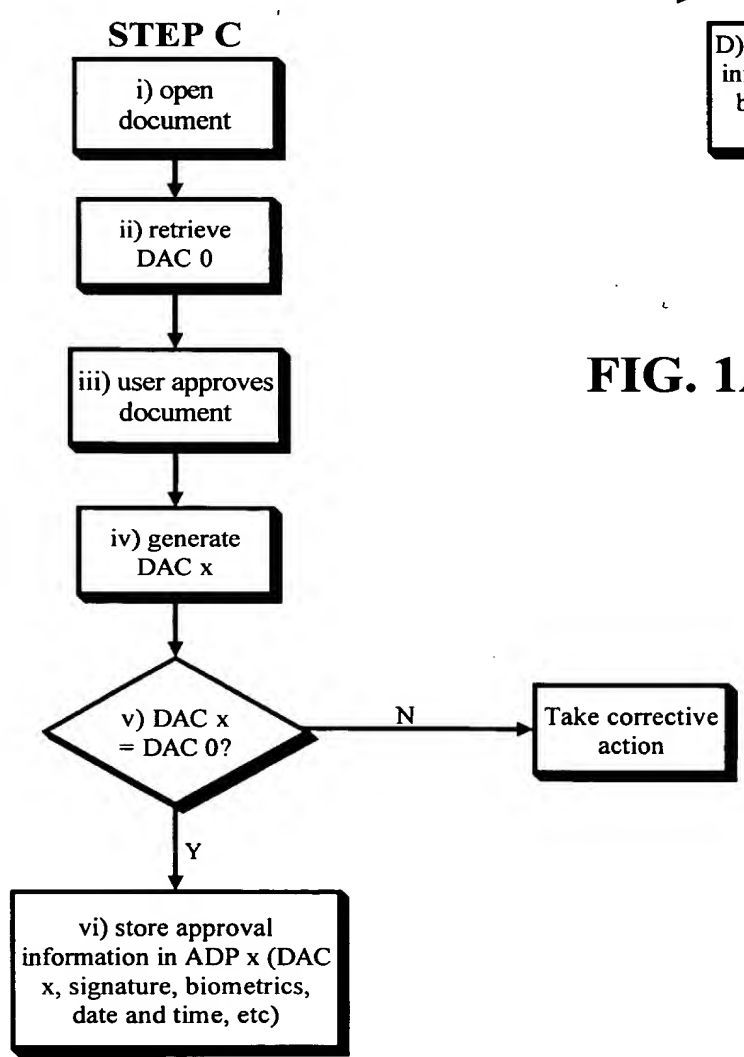 STEP C
i) open
document
ii) retrieve
DAC 0
iii) user approves
document
iv) generate
DAC x
v) DAC x
= DAC 0?
N
Take corrective
action
Y
vi) store approval
information in ADP x (DAC
x, signature, biometrics,
date and time, etc)
D)
FIG. 1